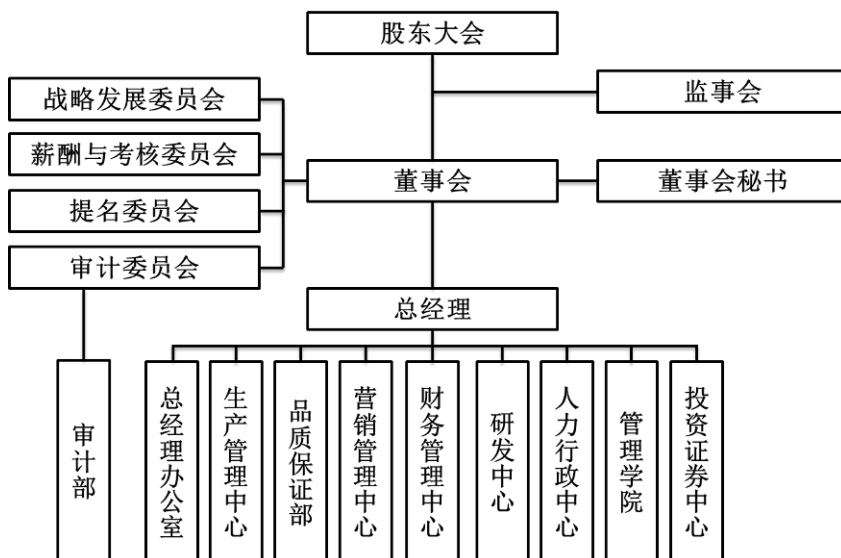 股东大会
战略发展委员会
监事会
薪酬与考核委员会
董事会
董事会秘书
提名委员会
审计委员会
总经理
审计部
总经理办公室
生产管理中心
品质保证部
营销管理中心
财务管理中心
研发中心
人力行政中心
管理学院
投资证券中心